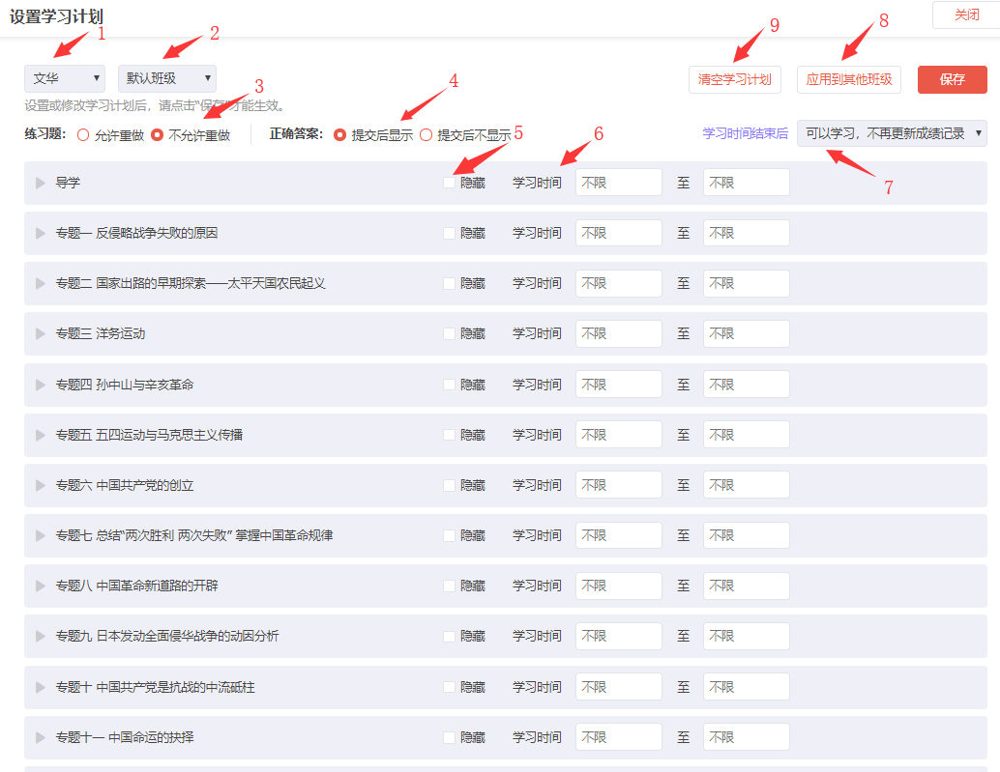 设置学习计划 关闭
1 2 9 8
文华 默认班级 清空学习计划 应用到其他班级 保存
3 4
设置或修改学习计划后，请点击“保存”才能生效。
练习题: 允许重做 不允许重做 正确答案: 提交后显示 提交后不显示 5 6 学习时间结束后 可以学习，不再更新成绩记录
7
导学 隐藏 学习时间 不限 至 不限
专题一 反侵略战争失败的原因 隐藏 学习时间 不限 至 不限
专题二 国家出路的早期探索——太平天国农民起义 隐藏 学习时间 不限 至 不限
专题三 洋务运动 隐藏 学习时间 不限 至 不限
专题四 孙中山与辛亥革命 隐藏 学习时间 不限 至 不限
专题五 五四运动与马克思主义传播 隐藏 学习时间 不限 至 不限
专题六 中国共产党的创立 隐藏 学习时间 不限 至 不限
专题七 总结“两次胜利 两次失败” 掌握中国革命规律 隐藏 学习时间 不限 至 不限
专题八 中国革命新道路的开辟 隐藏 学习时间 不限 至 不限
专题九 日本发动全面侵华战争的动因分析 隐藏 学习时间 不限 至 不限
专题十 中国共产党是抗战的中流砥柱 隐藏 学习时间 不限 至 不限
专题十一 中国命运的抉择 隐藏 学习时间 不限 至 不限